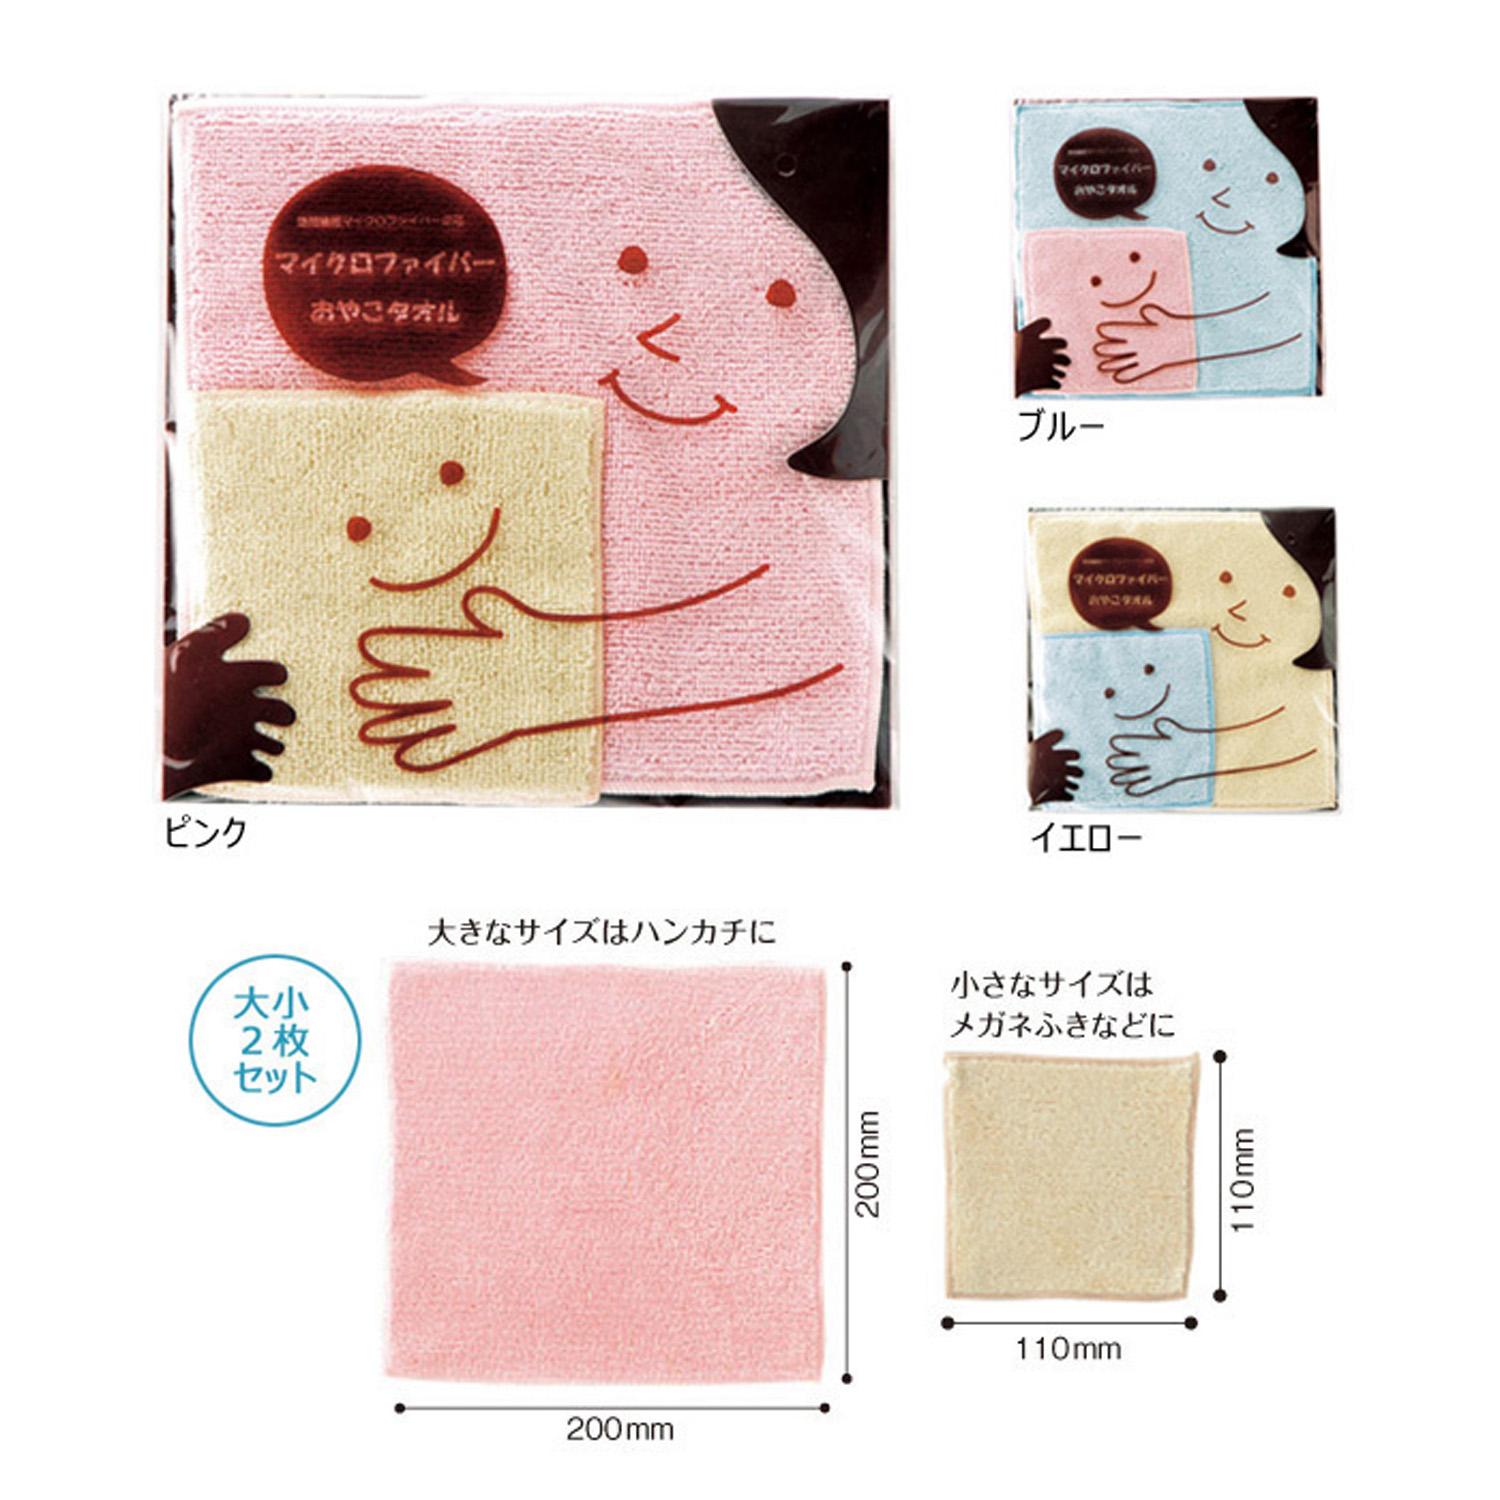 マイクロファイバー
おやこタオル
ピンク
マイクロファイバー
おやこタオル
ブルー
マイクロファイバー
おやこタオル
イエロー
大小
2枚
セット
大きなサイズはハンカチに
200mm
200mm
小さなサイズは
メガネふきなどに
110mm
110mm